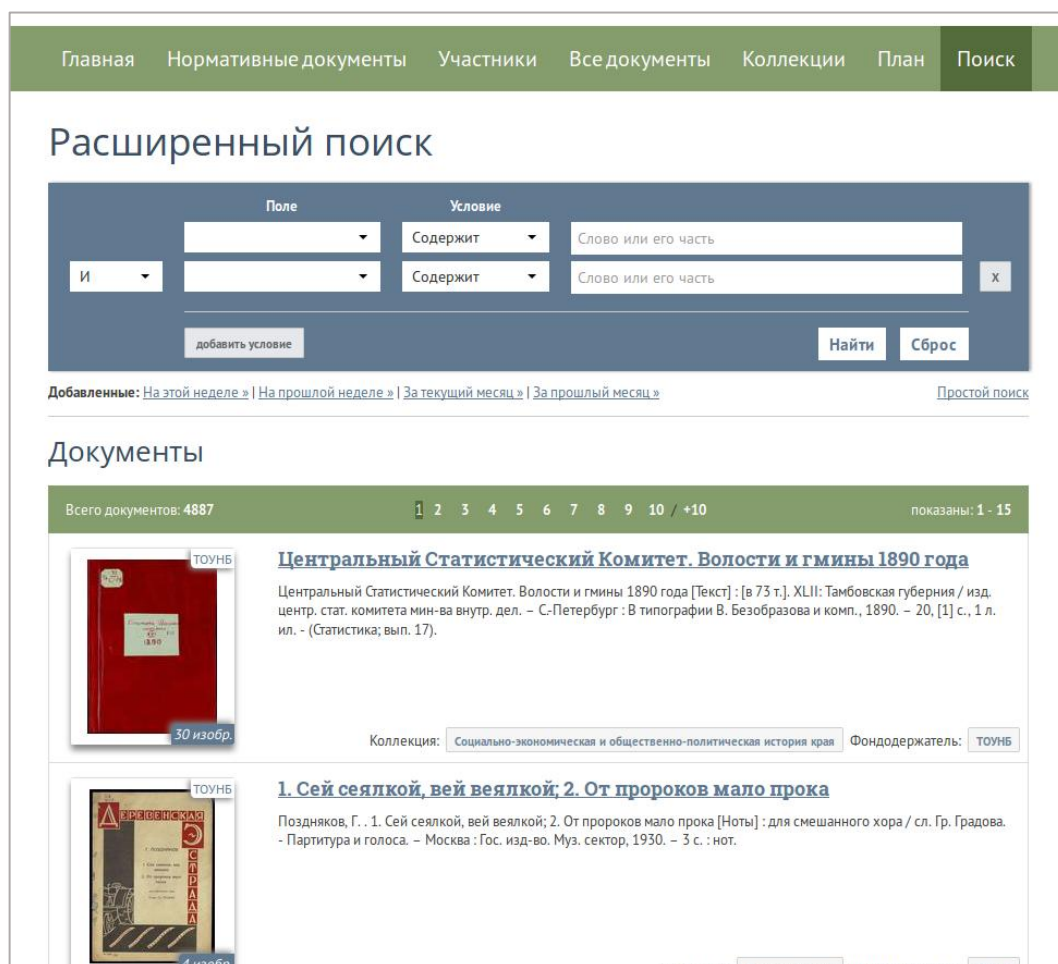 Главная Нормативные документы Участники Все документы Коллекции План Поиск
Расширенный поиск
Поле Условие
Содержит Слово или его часть
И Содержит Слово или его часть x
добавить условие Найти Сброс
Добавленные: На этой неделе » | На прошлой неделе » | За текущий месяц » | За прошлый месяц » Простой поиск
Документы
Всего документов: 4887 1 2 3 4 5 6 7 8 9 10 / +10 показаны: 1 - 15
ТОУНБ
Центральный Статистический Комитет. Волости и гмины 1890 года
Центральный Статистический Комитет. Волости и гмины 1890 года [Текст] : [в 73 т.]. XLII: Тамбовская губерния / изд.
центр. стат. комитета мин-ва внутр. дел. – С.-Петербург : В типографии В. Безобразова и комп., 1890. – 20, [1] с., 1 л.
ил. - (Статистика; вып. 17).
1890
30 изобр.
Коллекция: Социально-экономическая и общественно-политическая история края Фондодержатель: ТОУНБ
ТОУНБ
1. Сей сеялкой, вей веялкой; 2. От пророков мало прока
Поздняков, Г. . 1. Сей сеялкой, вей веялкой; 2. От пророков мало прока [Ноты] : для смешанного хора / сл. Гр. Градова.
- Партитура и голоса. – Москва : Гос. изд-во. Муз. сектор, 1930. – 3 с. : нот.
ДЕРЕВЕНСКАЯ
ЭСТРАДА
4 изобр.